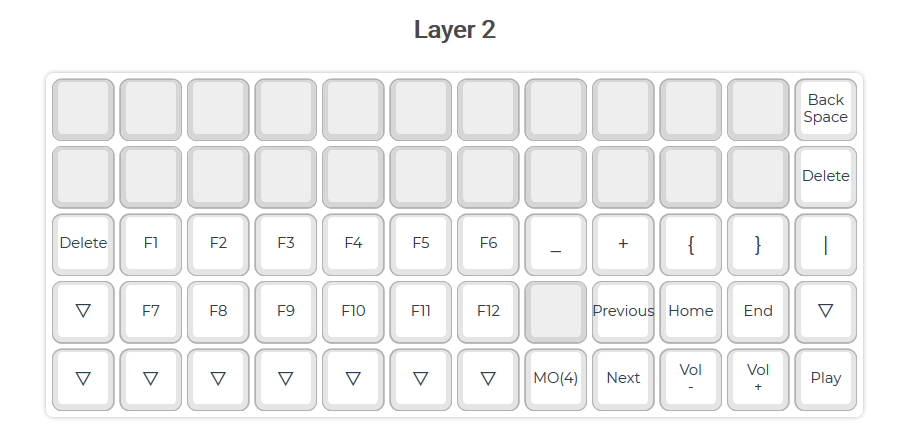 Layer 2
Back
Space
Delete
Delete F1 F2 F3 F4 F5 F6 _ + { } |
▽ F7 F8 F9 F10 F11 F12 Previous Home End ▽
▽ ▽ ▽ ▽ ▽ ▽ ▽ MO(4) Next Vol
- Vol
+ Play